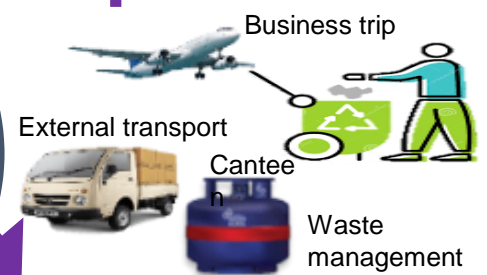 Business trip
External transport
Cantee
n
Waste
management